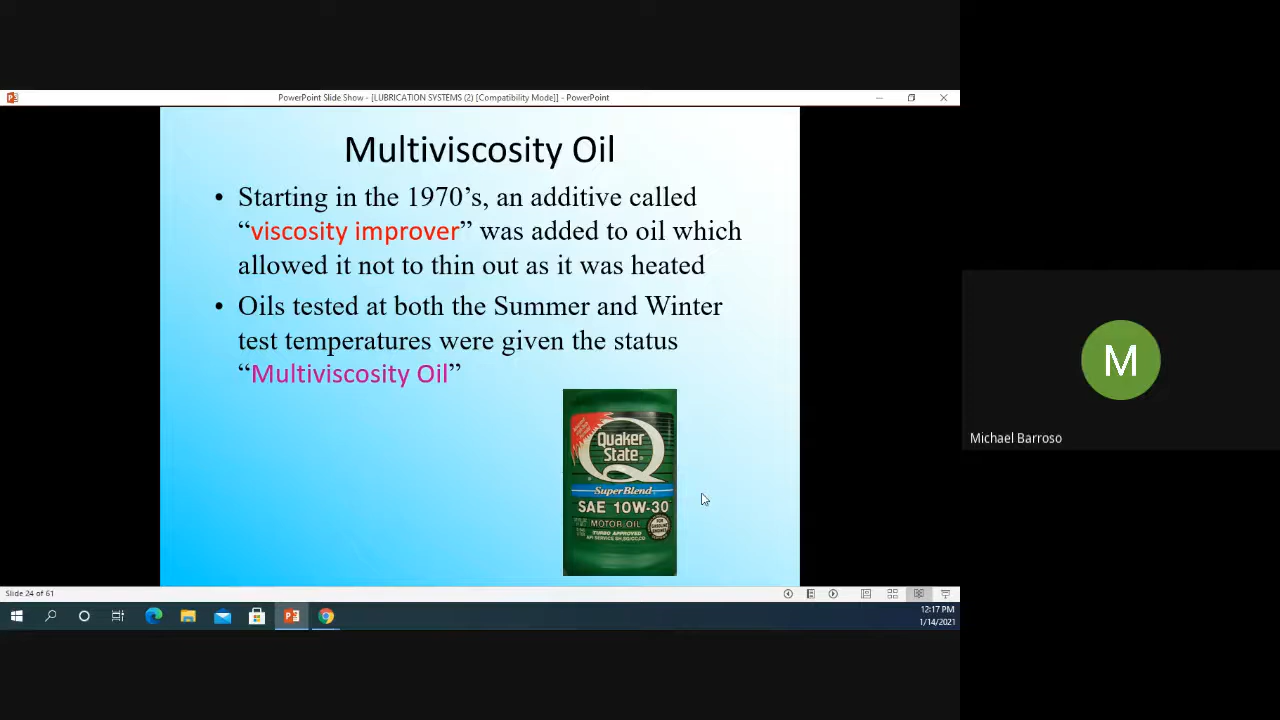 PowerPoint Slide Show - [LUBRICATION SYSTEMS (2) [Compatibility Mode]] - PowerPoint
Multiviscosity Oil
• Starting in the 1970’s, an additive called
“viscosity improver” was added to oil which
allowed it not to thin out as it was heated
• Oils tested at both the Summer and Winter
test temperatures were given the status
“Multiviscosity Oil”
Quaker
State
SuperBlend
SAE 10W-30
MOTOR OIL
TURBO APPROVED
M
Michael Barroso
Slide 24 of 61
12:17 PM
1/14/2021